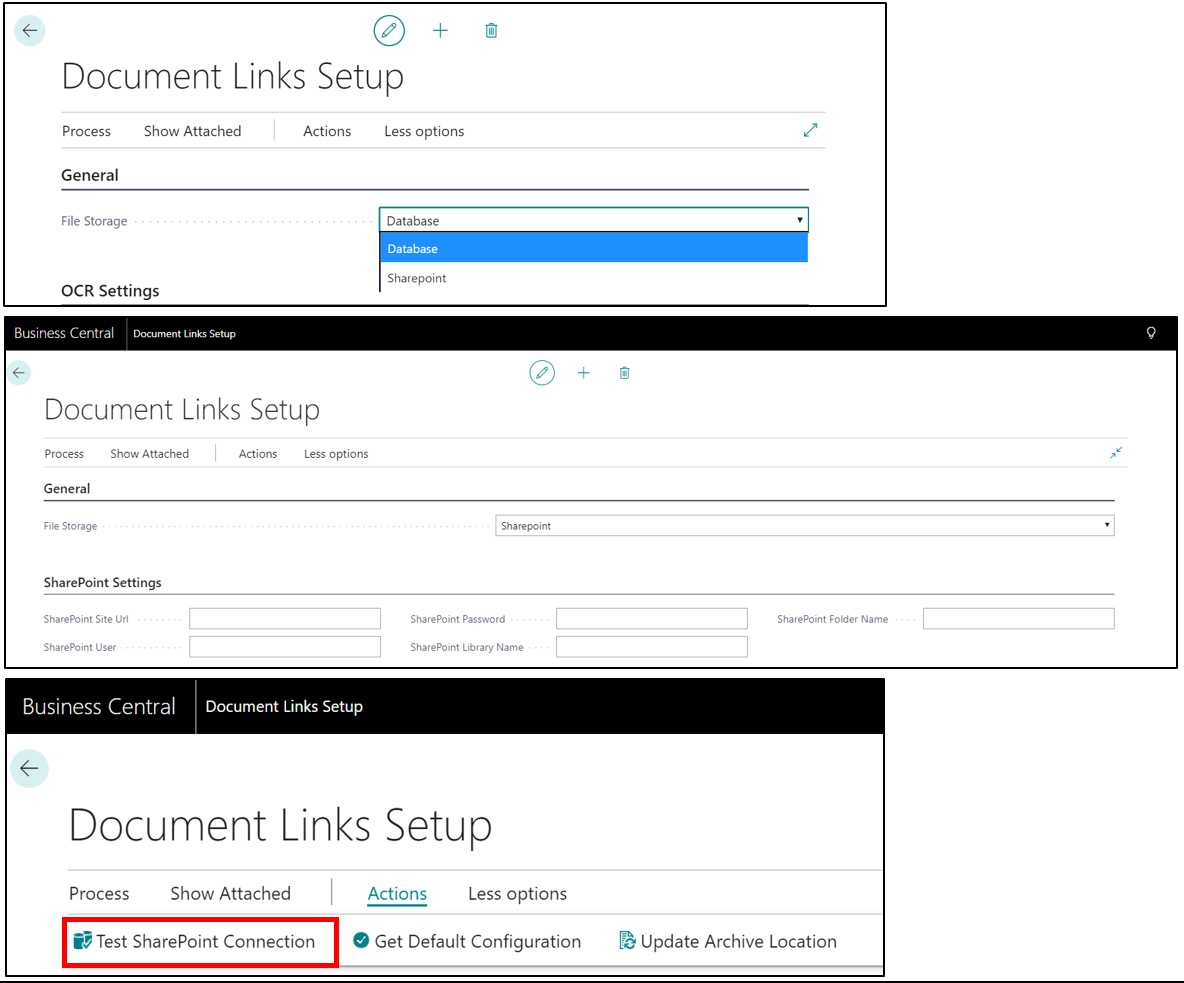 Document Links Setup
Process Show Attached Actions Less options
General
File Storage Database
Database
Sharepoint
OCR Settings
Business Central Document Links Setup
Document Links Setup
Process Show Attached Actions Less options
General
File Storage Sharepoint
SharePoint Settings
SharePoint Site Url SharePoint Password SharePoint Folder Name
SharePoint User SharePoint Library Name
Business Central Document Links Setup
Document Links Setup
Process Show Attached Actions Less options
Test SharePoint Connection Get Default Configuration Update Archive Location